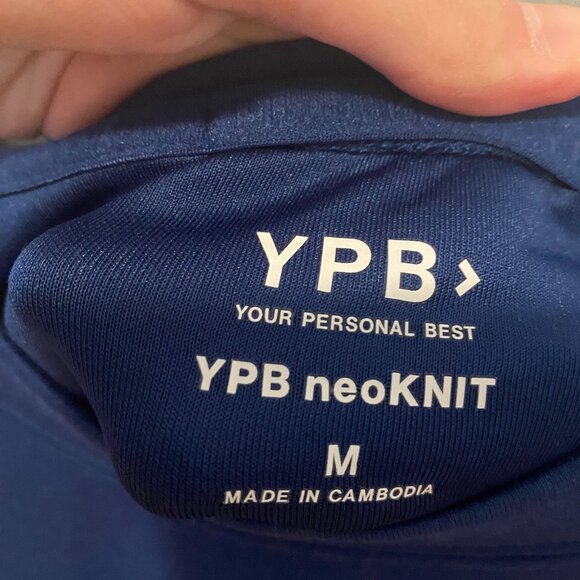 YPB>
YOUR PERSONAL BEST
YPB neoKNIT
M
MADE IN CAMBODIA